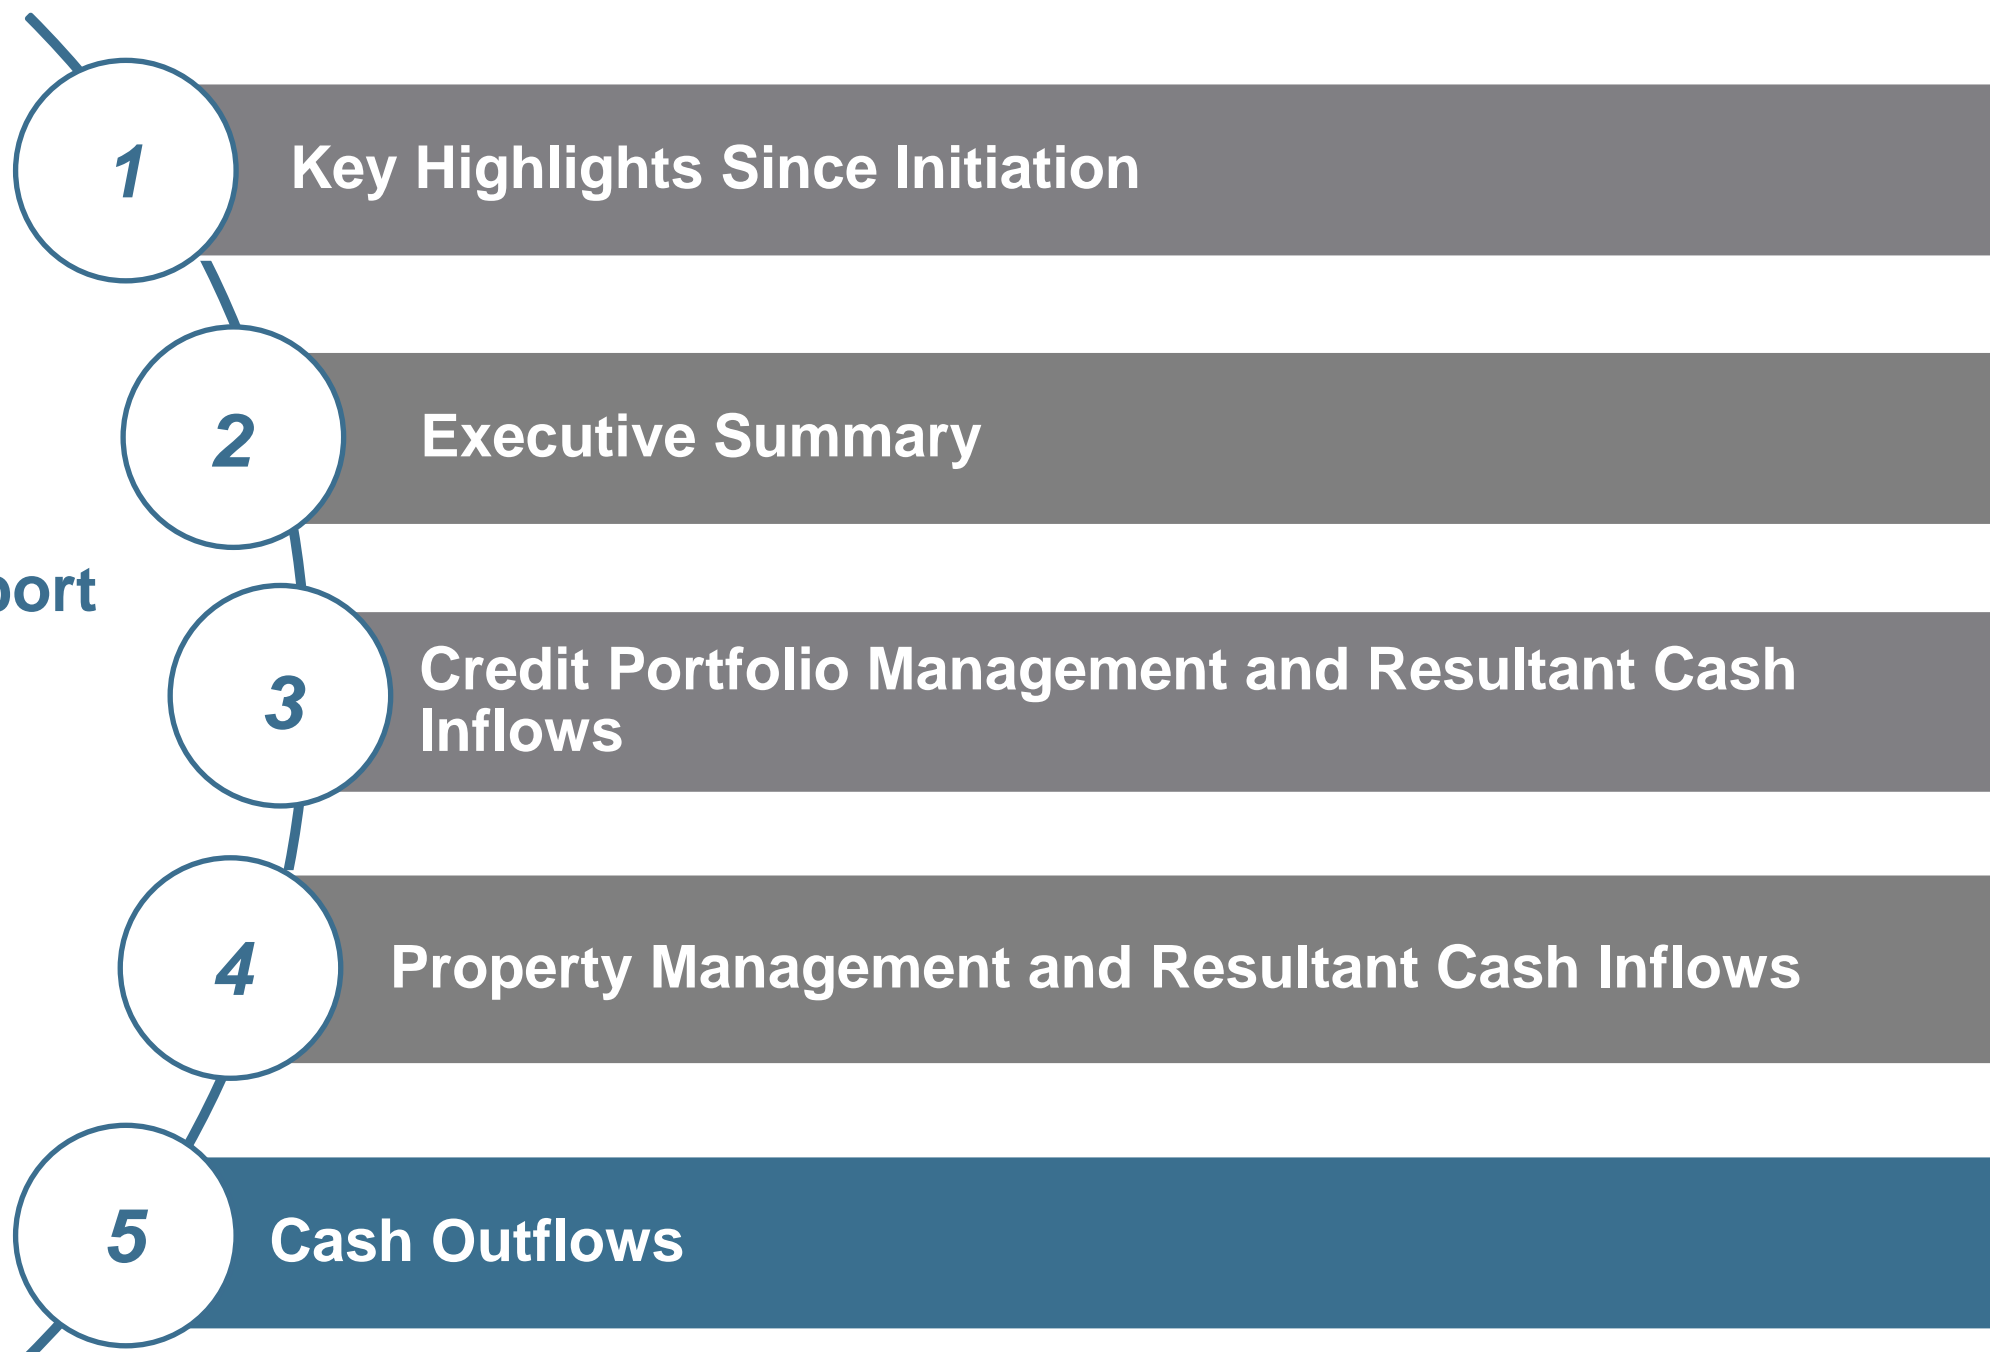 1
Key Highlights Since Initiation
2
Executive Summary
3
Credit Portfolio Management and Resultant Cash
Inflows
4
Property Management and Resultant Cash Inflows
5
Cash Outflows